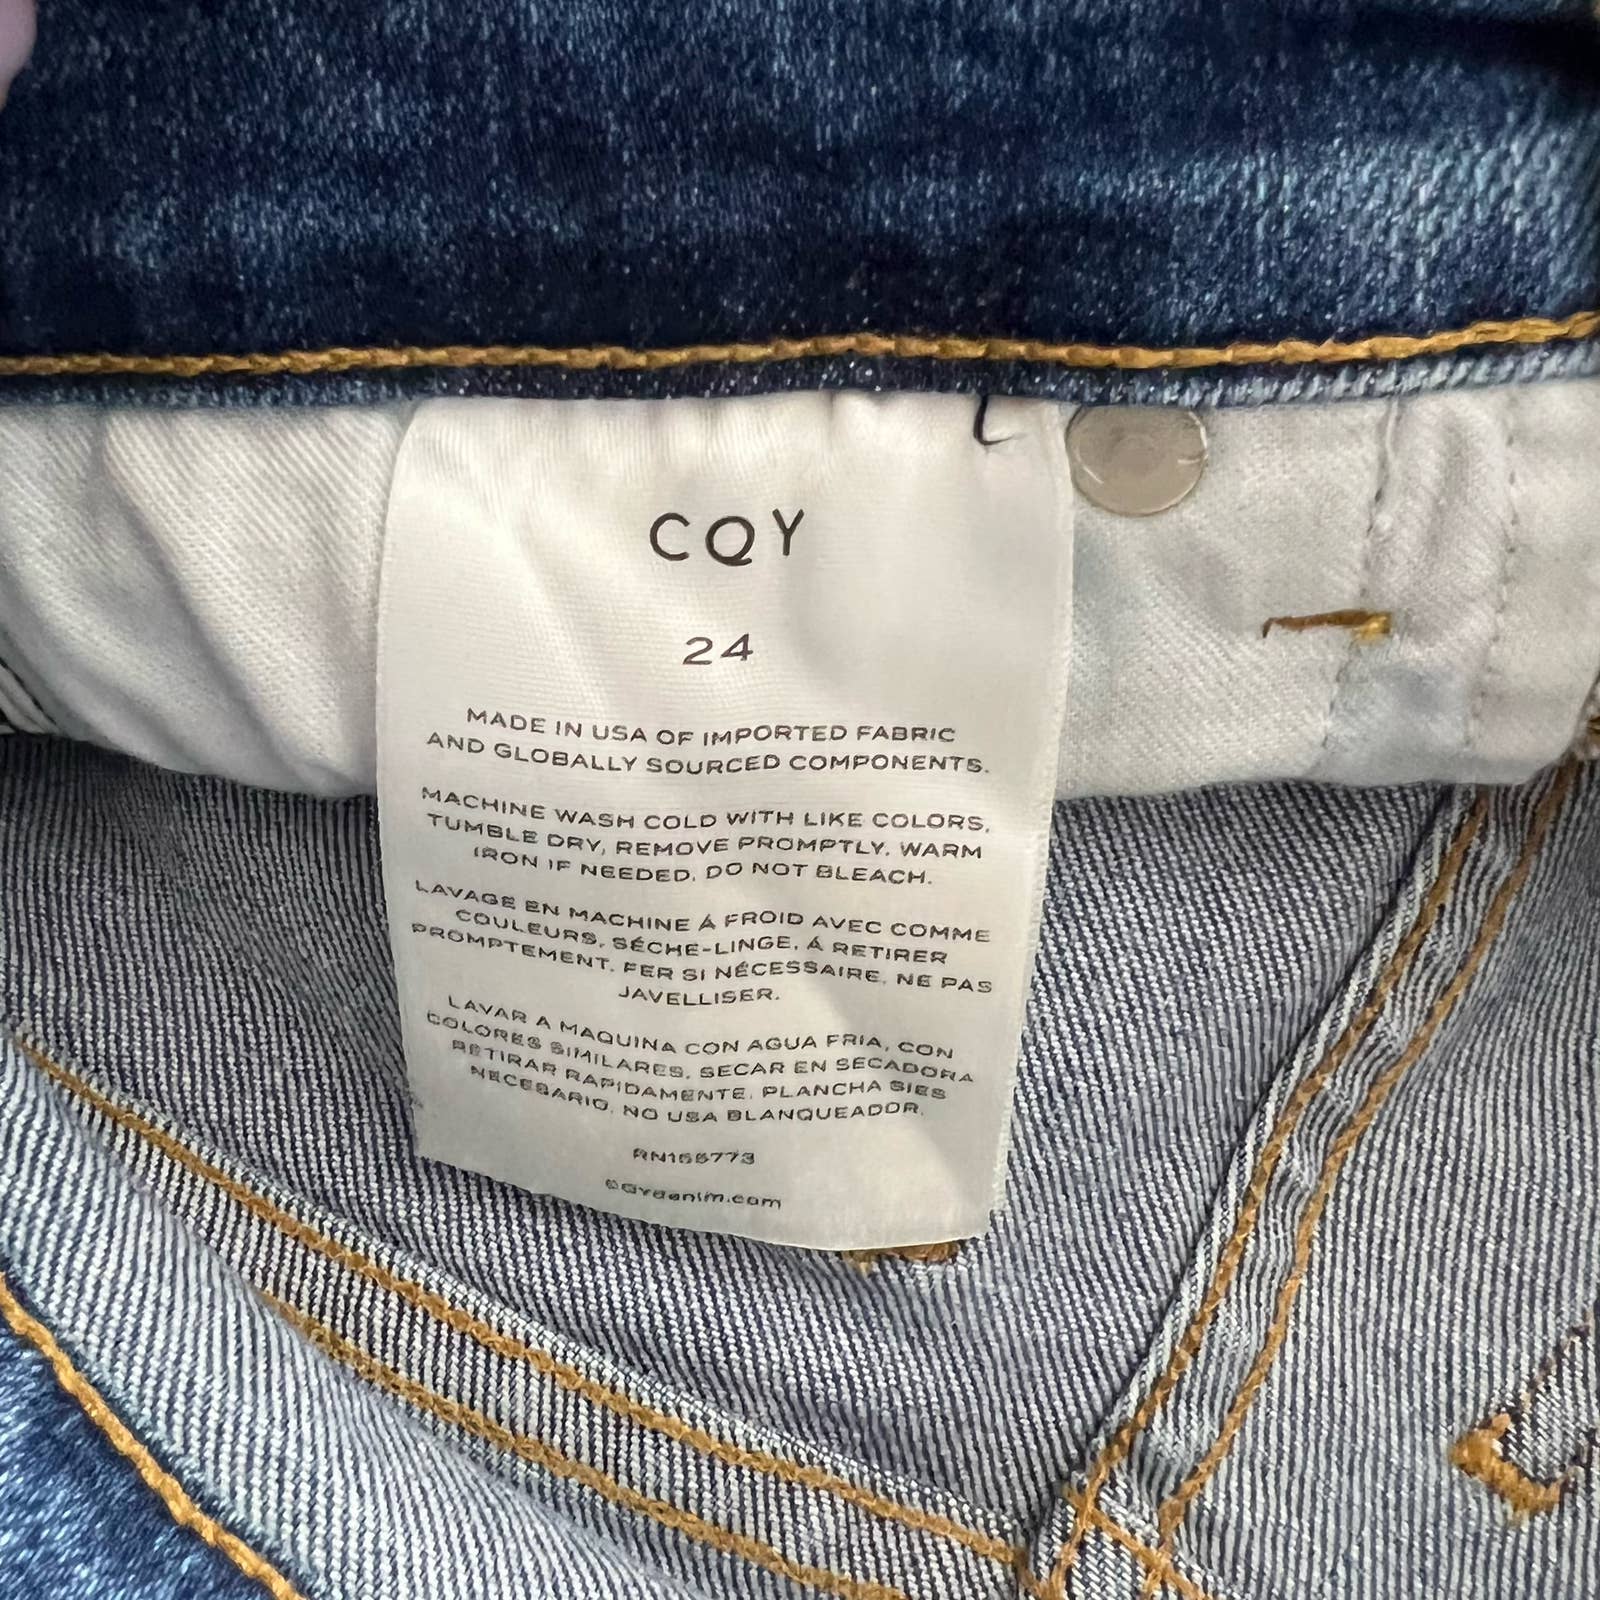 CQY
24
MADE IN USA OF IMPORTED FABRIC
AND GLOBALLY SOURCED COMPONENTS.
MACHINE WASH COLD WITH LIKE COLORS,
TUMBLE DRY, REMOVE PROMPTLY. WARM
IRON IF NEEDED, DO NOT BLEACH.
LAVAGE EN MACHINE Á FROID AVEC COMME
COULEURS, SÉCHE-LINGE, Á RETIRER
PROMPTEMENT. FER SI NÉCESSAIRE, NE PAS
JAVELLISER.
LAVAR A MAQUINA CON AGUA FRIA, CON
COLORES SIMILARES, SECAR EN SECADORA
RETIRAR RAPIDAMENTE, PLANCHA SIES
NECESARIO, NO USA BLANQUEADOR.
CQYdenim.com